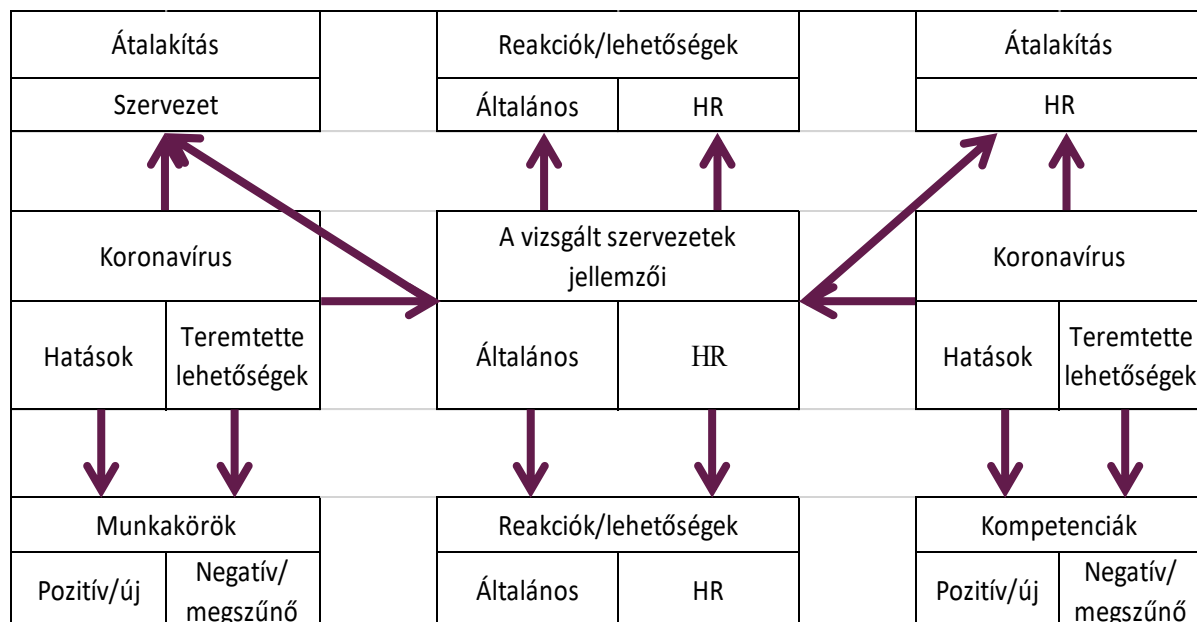 Átalakítás
Reakciók/lehetőségek
Átalakítás
Szervezet
Általános
HR
HR
Koronavírus
A vizsgált szervezetek
jellemzői
Koronavírus
Hatások
Teremtette
lehetőségek
Általános
HR
Hatások
Teremtette
lehetőségek
Munkakörök
Reakciók/lehetőségek
Kompetenciák
Pozitív/új
Negatív/
megszűnő
Általános
HR
Pozitív/új
Negatív/
megszűnő